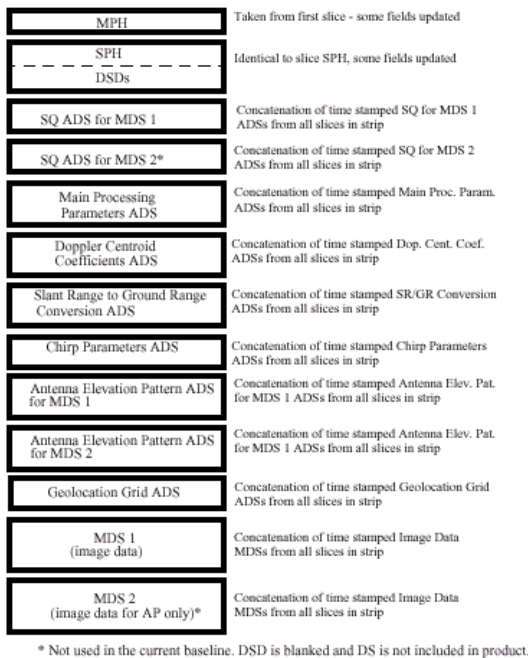 MPH
Taken from first slice - some fields updated
SPH
DSDs
Identical to slice SPH, some fields updated
SQ ADS for MDS 1
Concatenation of time stamped SQ for MDS 1
ADSs from all slices in strip
SQ ADS for MDS 2*
Concatenation of time stamped SQ for MDS 2
ADSs from all slices in strip
Main Processing
Parameters ADS
Concatenation of time stamped Main Proc. Param.
ADSs from all slices in strip
Doppler Centroid
Coefficients ADS
Concatenation of time stamped Dop. Cent. Coef.
ADSs from all slices in strip
Slant Range to Ground Range
Conversion ADS
Concatenation of time stamped SR/GR Conversion
ADSs from all slices in strip
Chirp Parameters ADS
Concatenation of time stamped Chirp Parameters
ADSs from all slices in strip
Antenna Elevation Pattern ADS
for MDS 1
Concatenation of time stamped Antenna Elev. Pat.
for MDS 1 ADSs from all slices in strip
Antenna Elevation Pattern ADS
for MDS 2
Concatenation of time stamped Antenna Elev. Pat.
for MDS 1 ADSs from all slices in strip
Geolocation Grid ADS
Concatenation of time stamped Geolocation Grid
ADSs from all slices in strip
MDS 1
(image data)
Concatenation of time stamped Image Data
MDSs from all slices in strip
MDS 2
(image data for AP only)*
Concatenation of time stamped Image Data
MDSs from all slices in strip
* Not used in the current baseline. DSD is blanked and DS is not included in product.